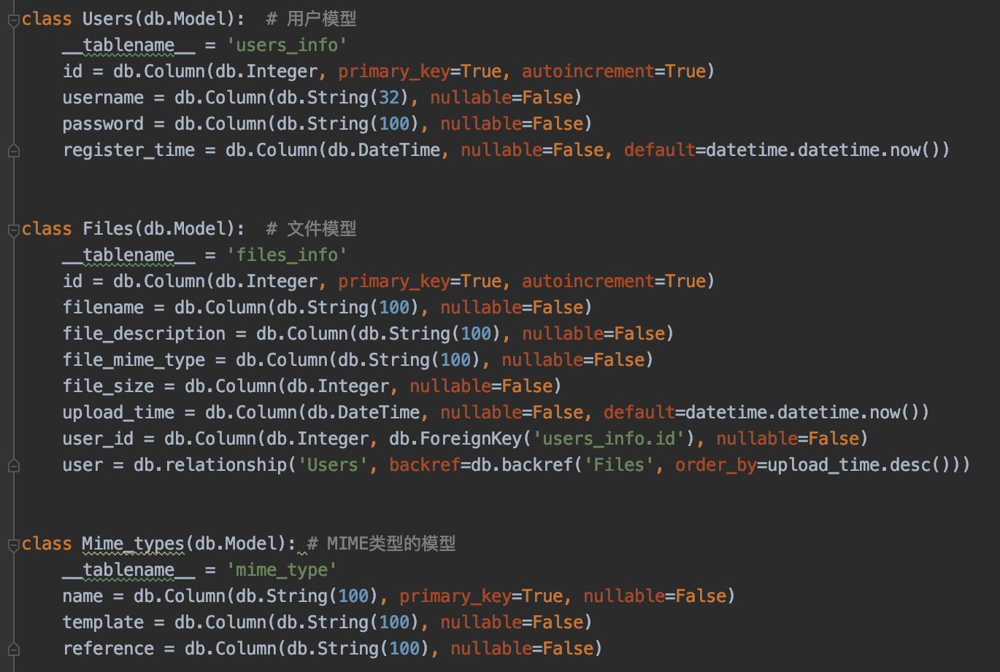 class Users(db.Model):  # 用户模型
    __tablename__ = 'users_info'
    id = db.Column(db.Integer, primary_key=True, autoincrement=True)
    username = db.Column(db.String(32), nullable=False)
    password = db.Column(db.String(100), nullable=False)
    register_time = db.Column(db.DateTime, nullable=False, default=datetime.datetime.now())
class Files(db.Model):  # 文件模型
    __tablename__ = 'files_info'
    id = db.Column(db.Integer, primary_key=True, autoincrement=True)
    filename = db.Column(db.String(100), nullable=False)
    file_description = db.Column(db.String(100), nullable=False)
    file_mime_type = db.Column(db.String(100), nullable=False)
    file_size = db.Column(db.Integer, nullable=False)
    upload_time = db.Column(db.DateTime, nullable=False, default=datetime.datetime.now())
    user_id = db.Column(db.Integer, db.ForeignKey('users_info.id'), nullable=False)
    user = db.relationship('Users', backref=db.backref('Files', order_by=upload_time.desc()))
class Mime_types(db.Model): # MIME类型的模型
    __tablename__ = 'mime_type'
    name = db.Column(db.String(100), primary_key=True, nullable=False)
    template = db.Column(db.String(100), nullable=False)
    reference = db.Column(db.String(100), nullable=False)